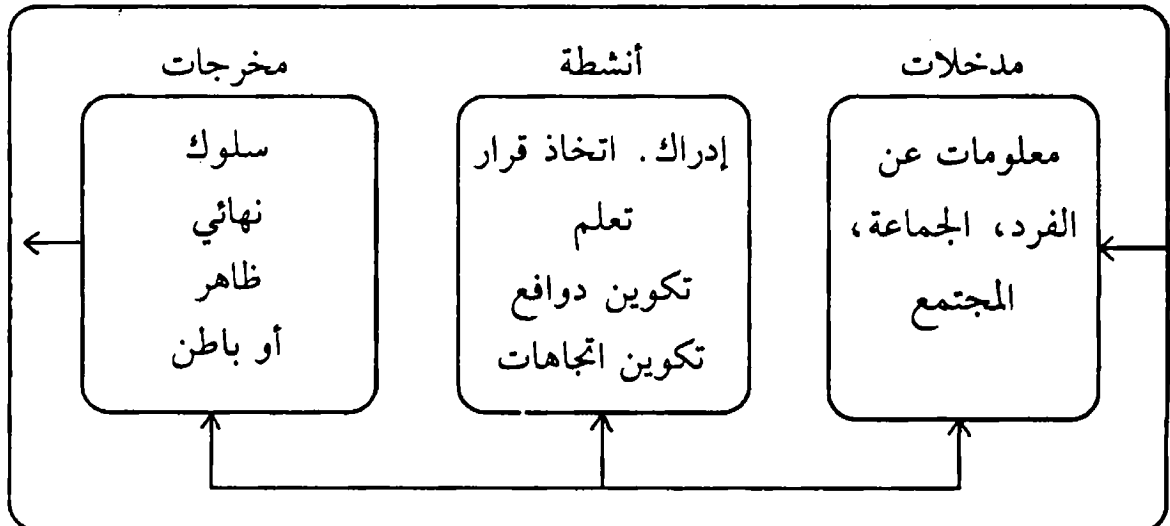 مدخلات
معلومات عن
الفرد، الجماعة،
المجتمع
أنشطة
إدراك. اتخاذ قرار
تعلم
تكوين دوافع
تكوين اتجاهات
مخرجات
سلوك
نهائي
ظاهر
أو باطن